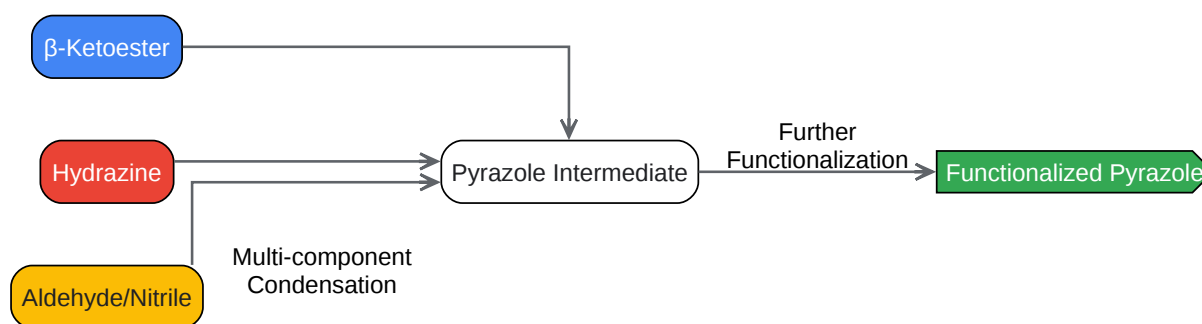 β-Ketoester
Hydrazine
Pyrazole Intermediate
Further
Functionalization
Functionalized Pyrazole
Multi-component
Condensation
Aldehyde/Nitrile